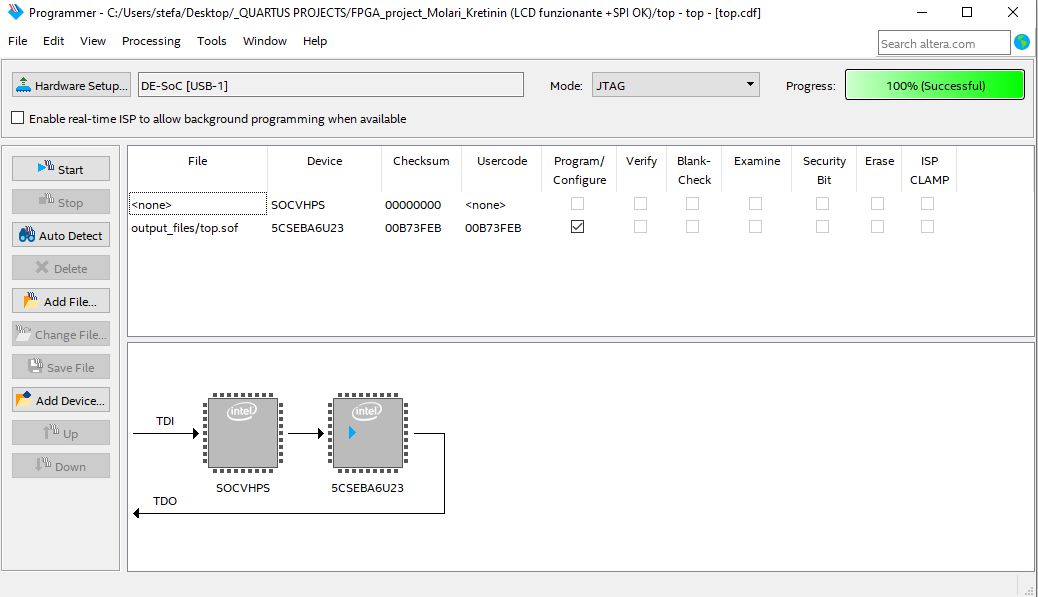 Programmer - C:/Users/stefa/Desktop/_QUARTUS PROJECTS/FPGA_project_Molari_Kretinin (LCD funzionante +SPI OK)/top - top - [top.cdf]
File Edit View Processing Tools Window Help
Search altera.com
Hardware Setup... DE-SoC [USB-1] Mode: JTAG Progress: 100% (Successful)
Enable real-time ISP to allow background programming when available
Start
Stop
Auto Detect
Delete
Add File...
Change File...
Save File
Add Device...
Up
Down
File Device Checksum Usercode Program/ Configure Verify Blank- Check Examine Security Bit Erase ISP CLAMP
<none> SOCVHPS 00000000 <none>
output_files/top.sof 5CSEBA6U23 00B73FEB 00B73FEB
intel intel
TDI
SOCVHPS 5CSEBA6U23
TDO